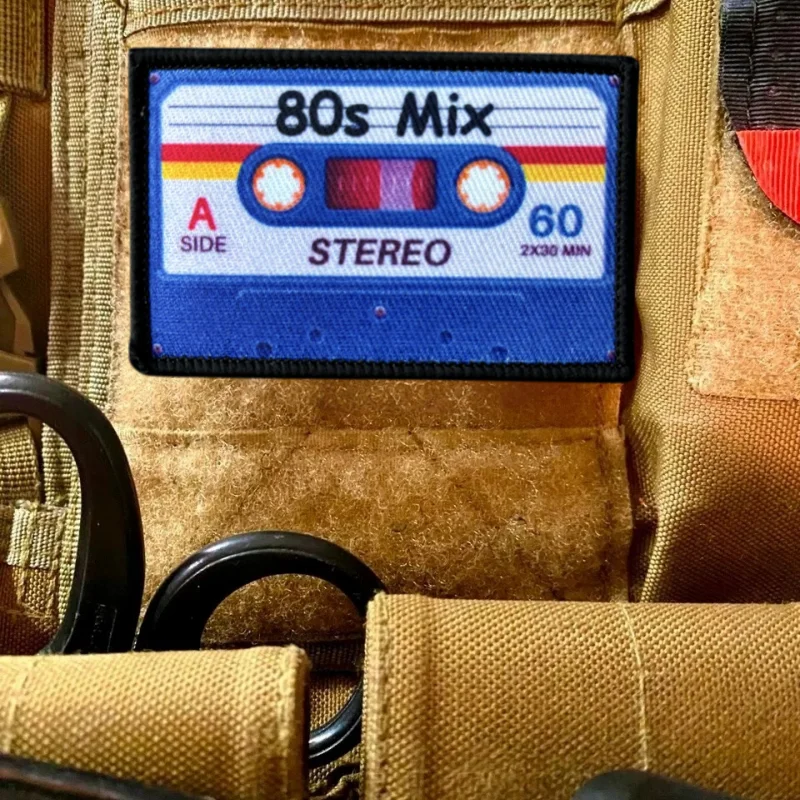 80s Mix
A
SIDE
STEREO
60
2X30 MIN